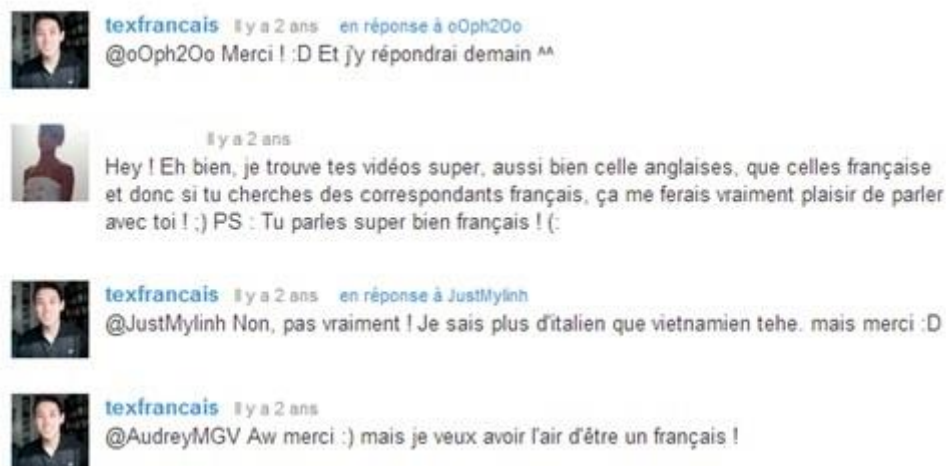 texfrancais Il y a 2 ans en réponse à oOph2Oo
@oOph2Oo Merci ! :D Et j'y répondrai demain ^^
Il y a 2 ans
Hey ! Eh bien, je trouve tes vidéos super, aussi bien celle anglaises, que celles française
et donc si tu cherches des correspondants français, ça me ferais vraiment plaisir de parler
avec toi ! ;) PS : Tu parles super bien français ! (:
texfrancais Il y a 2 ans en réponse à JustMylinh
@JustMylinh Non, pas vraiment ! Je sais plus d'italien que vietnamien tehe. mais merci :D
texfrancais Il y a 2 ans
@AudreyMGV Aw merci :) mais je veux avoir l'air d'être un français !